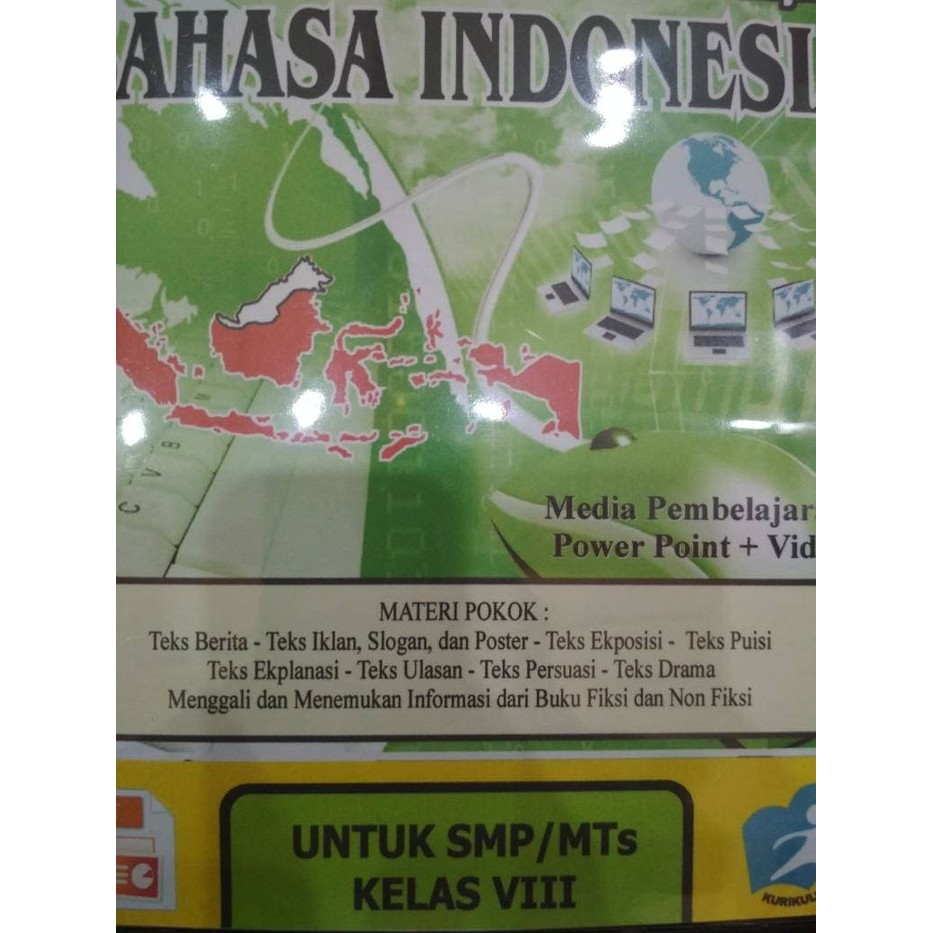 AHASA INDONESI
Media Pembelajar
Power Point + Vid
MATERI POKOK :
Teks Berita - Teks Iklan, Slogan, dan Poster - Teks Ekposisi - Teks Puisi
Teks Ekplanasi - Teks Ulasan - Teks Persuasi - Teks Drama
Menggali dan Menemukan Informasi dari Buku Fiksi dan Non Fiksi
UNTUK SMP/MTs
KELAS VIII
KURIKUL